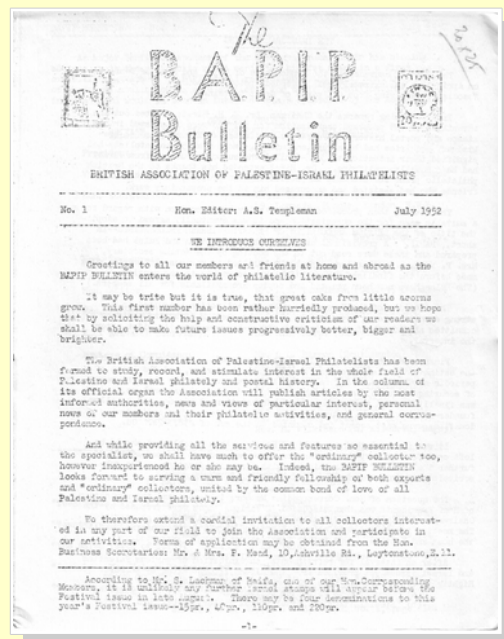 The
B.A.P.I.P
Bulletin
BRITISH ASSOCIATION OF PALESTINE-ISRAEL PHILATELISTS
No. 1 Hon. Editor: A.S. Templeman July 1952
WE INTRODUCE OURSELVES
Greetings to all our members and friends at home and abroad as the
BAPIP BULLETIN enters the world of philatelic literature.
It may be trite but it is true, that great oaks from little acorns
grow. This first number has been rather hurriedly produced, but we hope
that by soliciting the help and constructive criticism of our readers we
shall be able to make future issues progressively better, bigger and
brighter.
The British Association of Palestine-Israel Philatelists has been
formed to study, record, and stimulate interest in the whole field of
Palestine and Israel philately and postal history. In the columns of
its official organ the Association will publish articles by the most
informed authorities, news and views of particular interest, personal
news of our members and their philatelic activities, and general corres-
pondence.
And while providing all the services and features so essential to
the specialist, we shall have much to offer the "ordinary" collector too,
however inexperienced he or she may be. Indeed, the BAPIP BULLETIN
looks forward to serving a warm and friendly fellowship of both experts
and "ordinary" collectors, united by the common bond of love of all
Palestine and Israel philately.
We therefore extend a cordial invitation to all collectors interest-
ed in any part of our field to join the Association and participate in
our activities. Forms of application may be obtained from the Hon.
Business Secretaries: Mr. & Mrs. F. Mead, 10,Ashville Rd., Leytonstone,E.11.
According to Mr. S. Lachman of Haifa, one of our Hon.Corresponding
Members, it is unlikely any further Israel stamps will appear before the
Festival issue in late August. There may be four denominations to this
year's Festival issue--15pr., 40pr., 110pr. and 220pr.
-1-